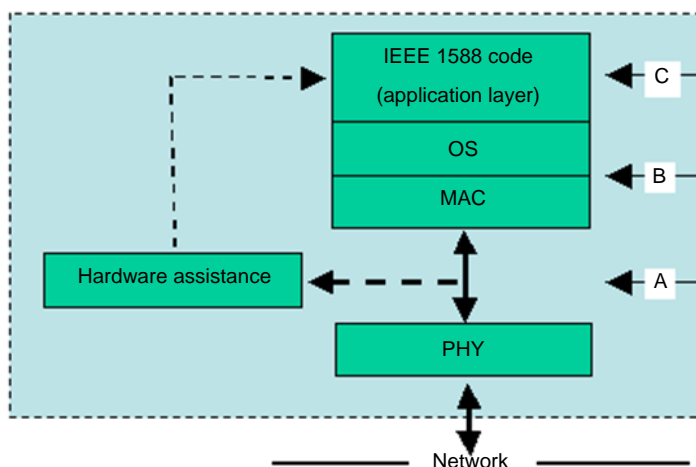 IEEE 1588 code
(application layer)
C
OS
B
MAC
Hardware assistance
A
PHY
Network